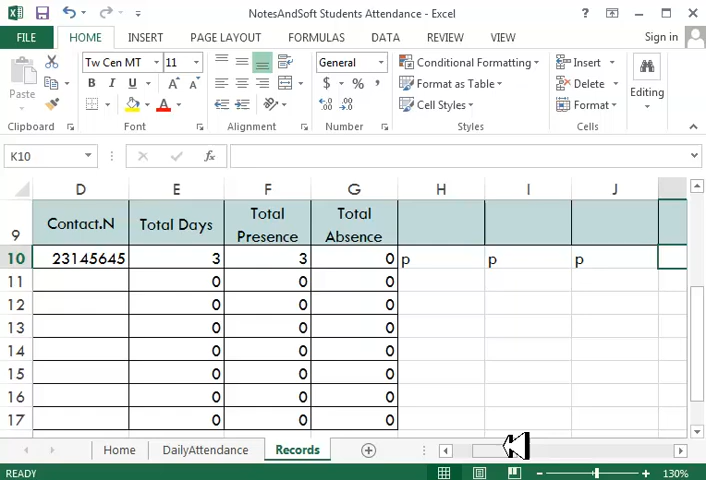 NotesAndSoft Students Attendance - Excel
FILE HOME INSERT PAGE LAYOUT FORMULAS DATA REVIEW VIEW Sign in
Tw Cen MT 11 General Conditional Formatting Insert
Paste B I U A A $ % , Format as Table Delete Editing
A Cell Styles Format
Clipboard Font Alignment Number Styles Cells
K10 fx
D E F G H I J
9 Contact.N Total Days Total Presence Total Absence
10 23145645 3 3 0 p p p
11 0 0 0
12 0 0 0
13 0 0 0
14 0 0 0
15 0 0 0
16 0 0 0
17 0 0 0
Home DailyAttendance Records
READY 130%